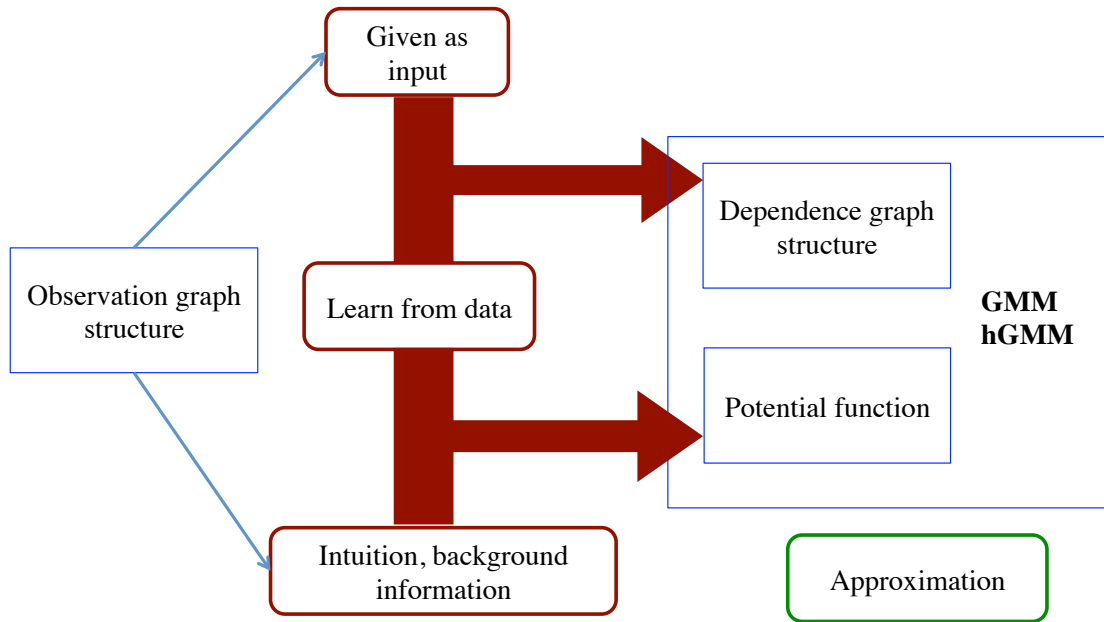 Given as
input
Observation graph
structure
Learn from data
Intuition, background
information
Dependence graph
structure
Potential function
GMM
hGMM
Approximation